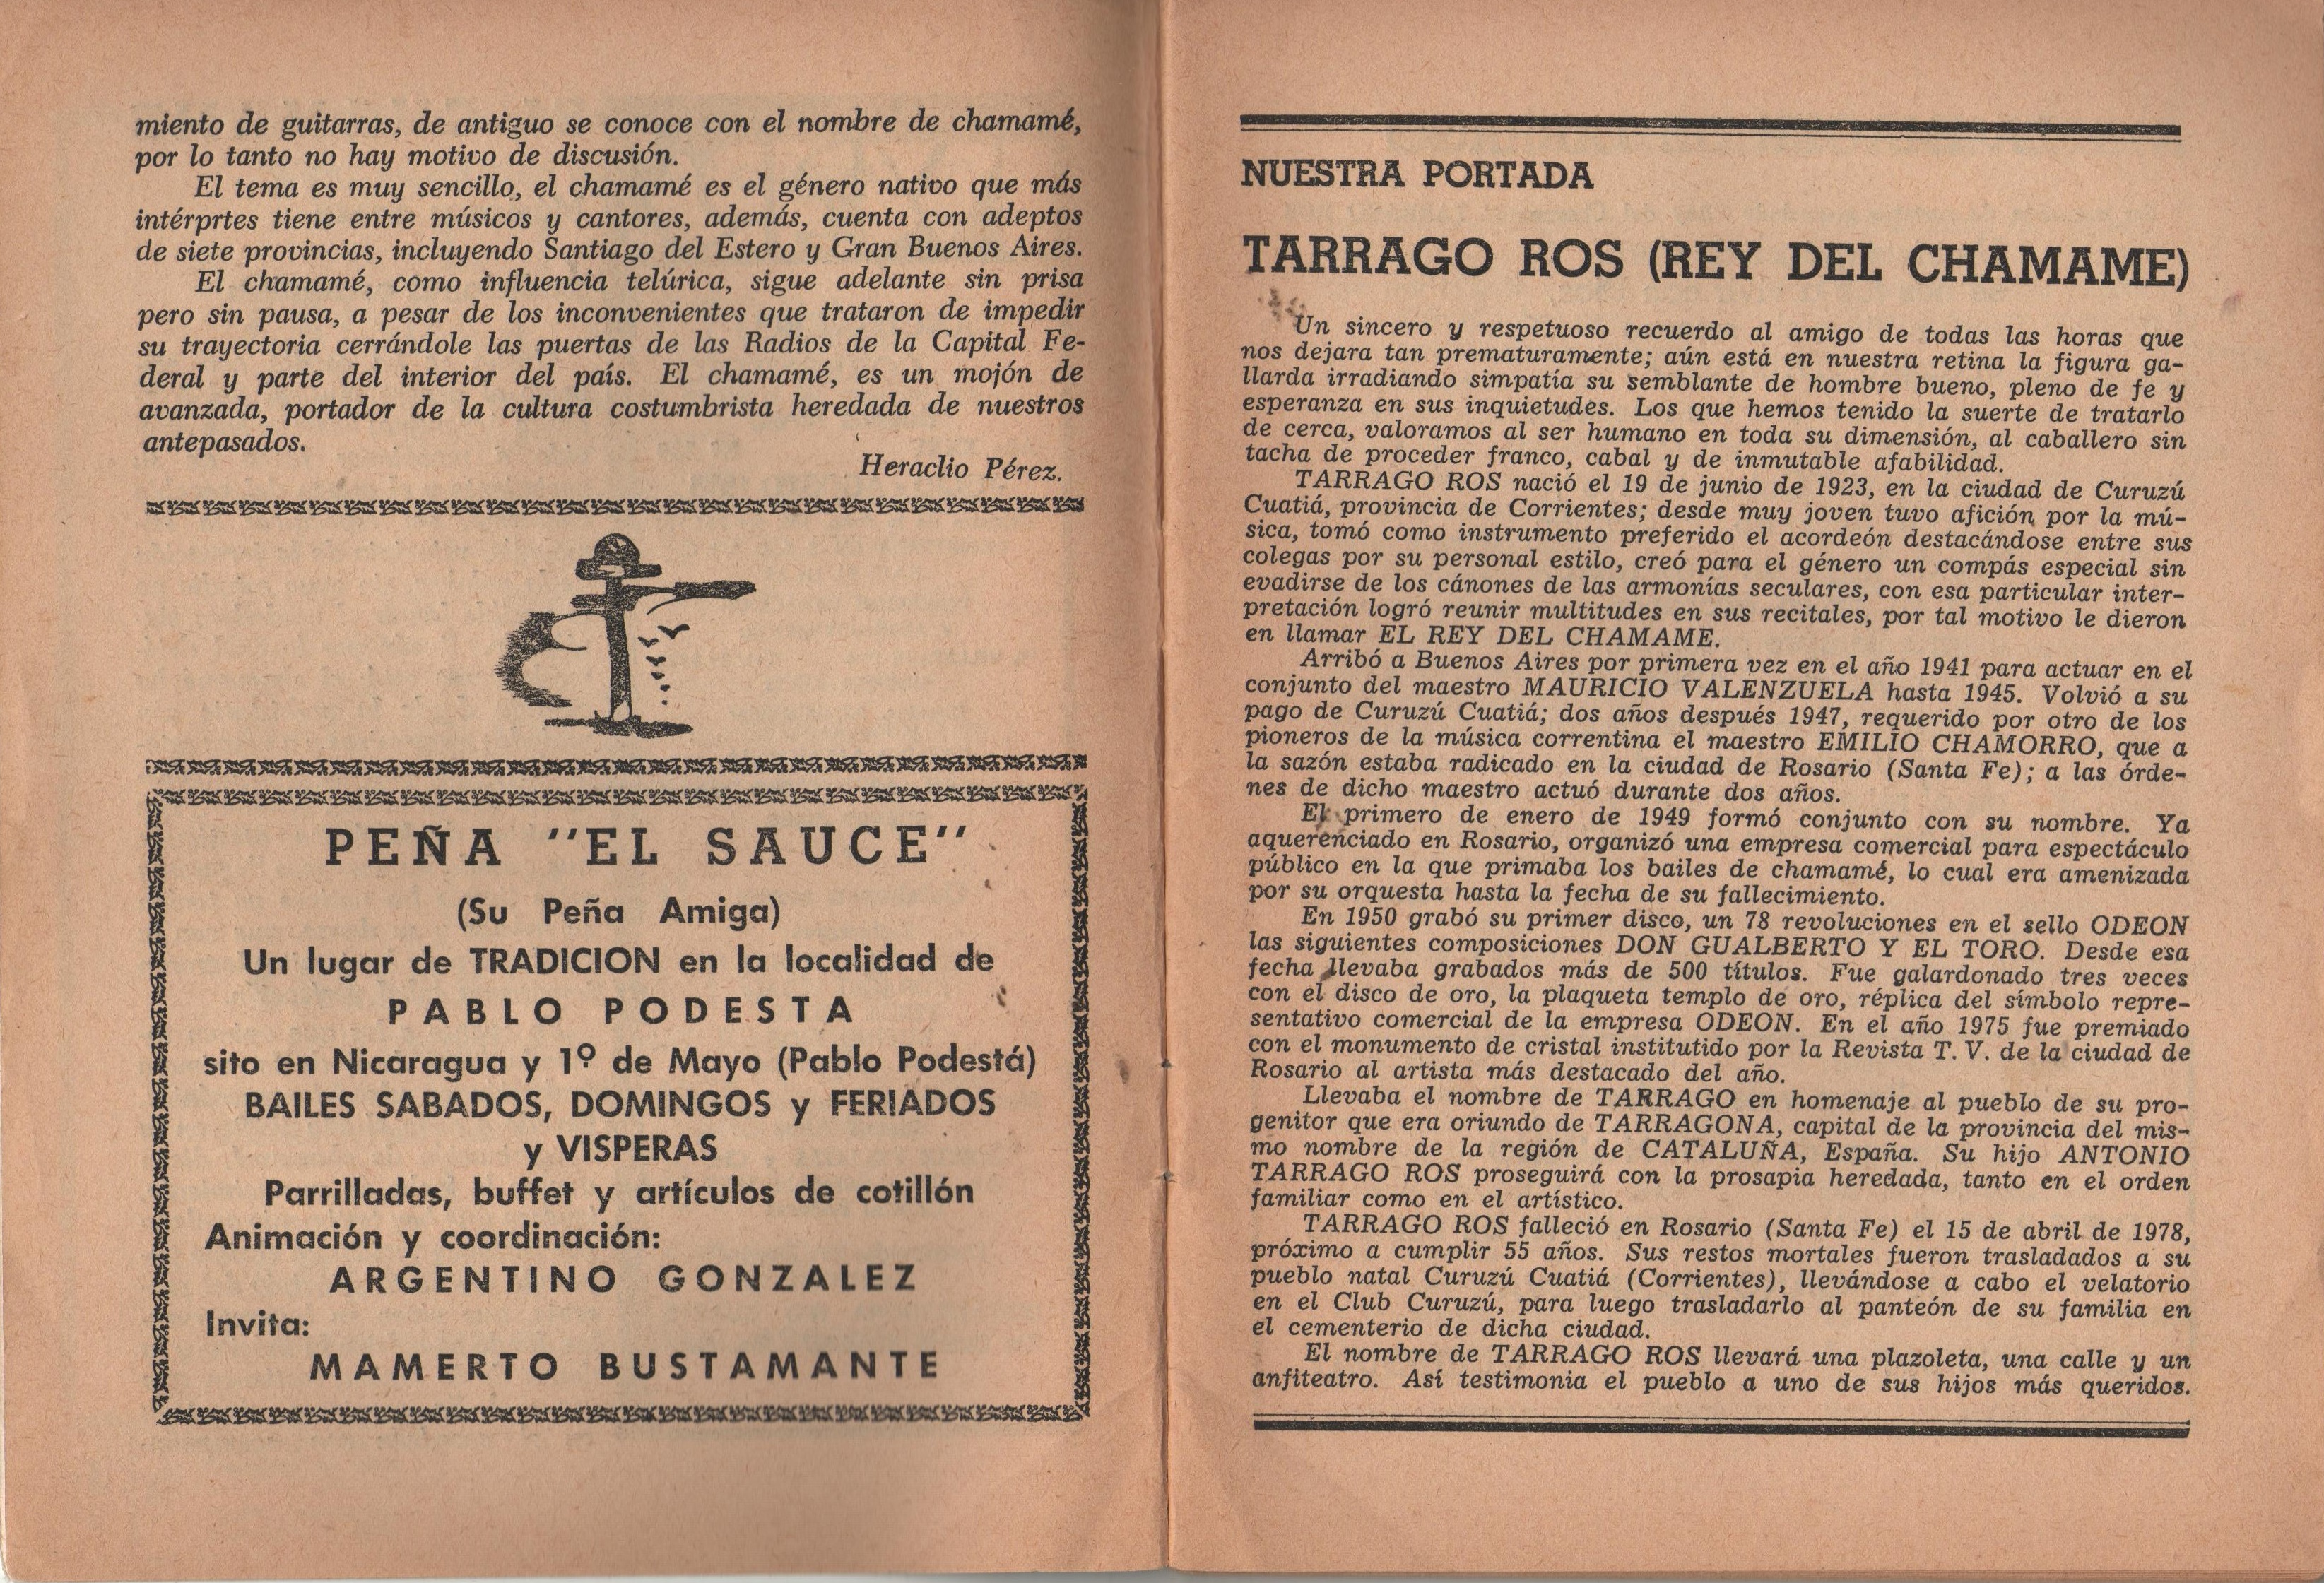 miento de guitarras, de antiguo se conoce con el nombre de chamamé,
por lo tanto no hay motivo de discusión.
El tema es muy sencillo, el chamamé es el género nativo que más
intérprtes tiene entre músicos y cantores, además, cuenta con adeptos
de siete provincias, incluyendo Santiago del Estero y Gran Buenos Aires.
El chamamé, como influencia telúrica, sigue adelante sin prisa
pero sin pausa, a pesar de los inconvenientes que trataron de impedir
su trayectoria cerrándole las puertas de las Radios de la Capital Fe-
deral y parte del interior del país. El chamamé, es un mojón de
avanzada, portador de la cultura costumbrista heredada de nuestros
antepasados.
Heraclio Pérez.
PEÑA "EL SAUCE"
(Su Peña Amiga)
Un lugar de TRADICION en la localidad de
PABLO PODESTA
sito en Nicaragua y 1º de Mayo (Pablo Podestá)
BAILES SABADOS, DOMINGOS y FERIADOS
y VISPERAS
Parrilladas, buffet y artículos de cotillón
Animación y coordinación:
ARGENTINO GONZALEZ
Invita:
MAMERTO BUSTAMANTE
NUESTRA PORTADA
TARRAGO ROS (REY DEL CHAMAME)
Un sincero y respetuoso recuerdo al amigo de todas las horas que
nos dejara tan prematuramente; aún está en nuestra retina la figura ga-
llarda irradiando simpatía su semblante de hombre bueno, pleno de fe y
esperanza en sus inquietudes. Los que hemos tenido la suerte de tratarlo
de cerca, valoramos al ser humano en toda su dimensión, al caballero sin
tacha de proceder franco, cabal y de inmutable afabilidad.
TARRAGO ROS nació el 19 de junio de 1923, en la ciudad de Curuzú
Cuatiá, provincia de Corrientes; desde muy joven tuvo afición por la mú-
sica, tomó como instrumento preferido el acordeón destacándose entre sus
colegas por su personal estilo, creó para el género un compás especial sin
evadirse de los cánones de las armonías seculares, con esa particular inter-
pretación logró reunir multitudes en sus recitales, por tal motivo le dieron
en llamar EL REY DEL CHAMAME.
Arribó a Buenos Aires por primera vez en el año 1941 para actuar en el
conjunto del maestro MAURICIO VALENZUELA hasta 1945. Volvió a su
pago de Curuzú Cuatiá; dos años después 1947, requerido por otro de los
pioneros de la música correntina el maestro EMILIO CHAMORRO, que a
la sazón estaba radicado en la ciudad de Rosario (Santa Fe); a las órde-
nes de dicho maestro actuó durante dos años.
El primero de enero de 1949 formó conjunto con su nombre. Ya
aquerenciado en Rosario, organizó una empresa comercial para espectáculo
público en la que primaba los bailes de chamamé, lo cual era amenizada
por su orquesta hasta la fecha de su fallecimiento.
En 1950 grabó su primer disco, un 78 revoluciones en el sello ODEON
las siguientes composiciones DON GUALBERTO Y EL TORO. Desde esa
fecha llevaba grabados más de 500 títulos. Fue galardonado tres veces
con el disco de oro, la plaqueta templo de oro, réplica del símbolo repre-
sentativo comercial de la empresa ODEON. En el año 1975 fue premiado
con el monumento de cristal institutido por la Revista T. V. de la ciudad de
Rosario al artista más destacado del año.
Llevaba el nombre de TARRAGO en homenaje al pueblo de su pro-
genitor que era oriundo de TARRAGONA, capital de la provincia del mis-
mo nombre de la región de CATALUÑA, España. Su hijo ANTONIO
TARRAGO ROS proseguirá con la prosapia heredada, tanto en el orden
familiar como en el artístico.
TARRAGO ROS falleció en Rosario (Santa Fe) el 15 de abril de 1978,
próximo a cumplir 55 años. Sus restos mortales fueron trasladados a su
pueblo natal Curuzú Cuatiá (Corrientes), llevándose a cabo el velatorio
en el Club Curuzú, para luego trasladarlo al panteón de su familia en
el cementerio de dicha ciudad.
El nombre de TARRAGO ROS llevará una plazoleta, una calle y un
anfiteatro. Así testimonia el pueblo a uno de sus hijos más queridos.